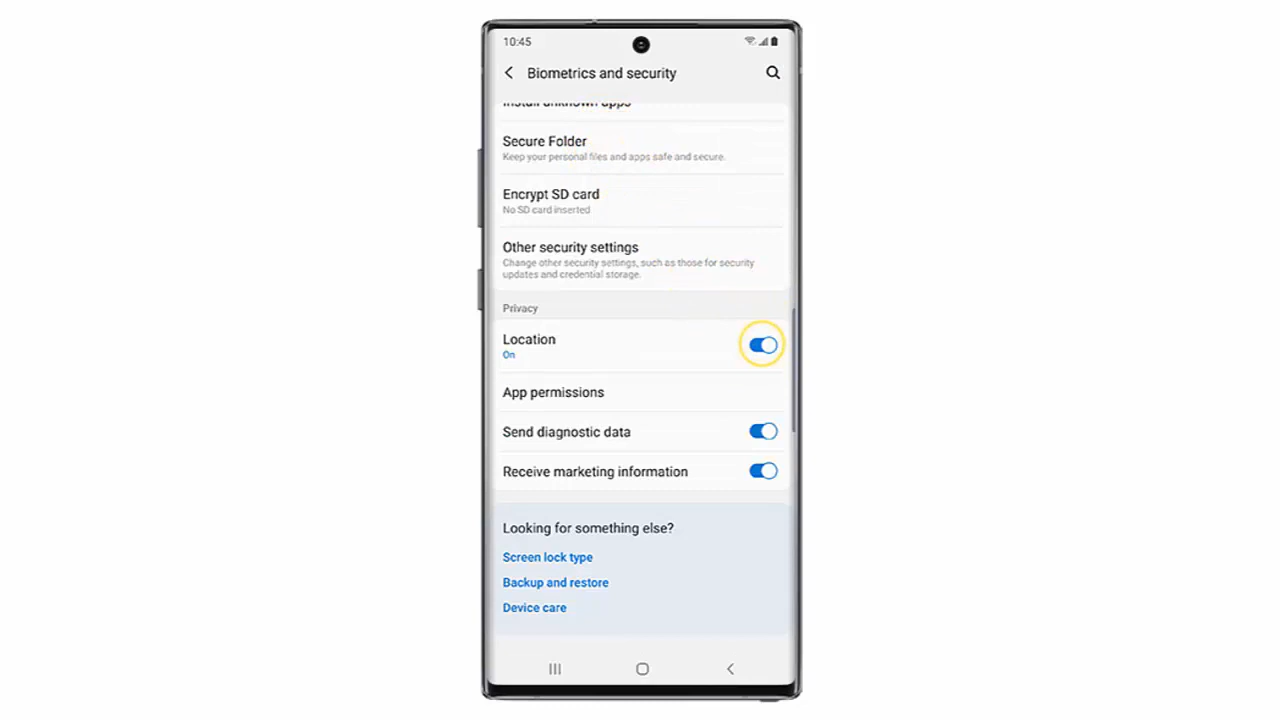 10:45
Biometrics and security
Install unknown apps
Secure Folder
Keep your personal files and apps safe and secure.
Encrypt SD card
No SD card inserted
Other security settings
Change other security settings, such as those for security
updates and credential storage.
Privacy
Location
On
App permissions
Send diagnostic data
Receive marketing information
Looking for something else?
Screen lock type
Backup and restore
Device care